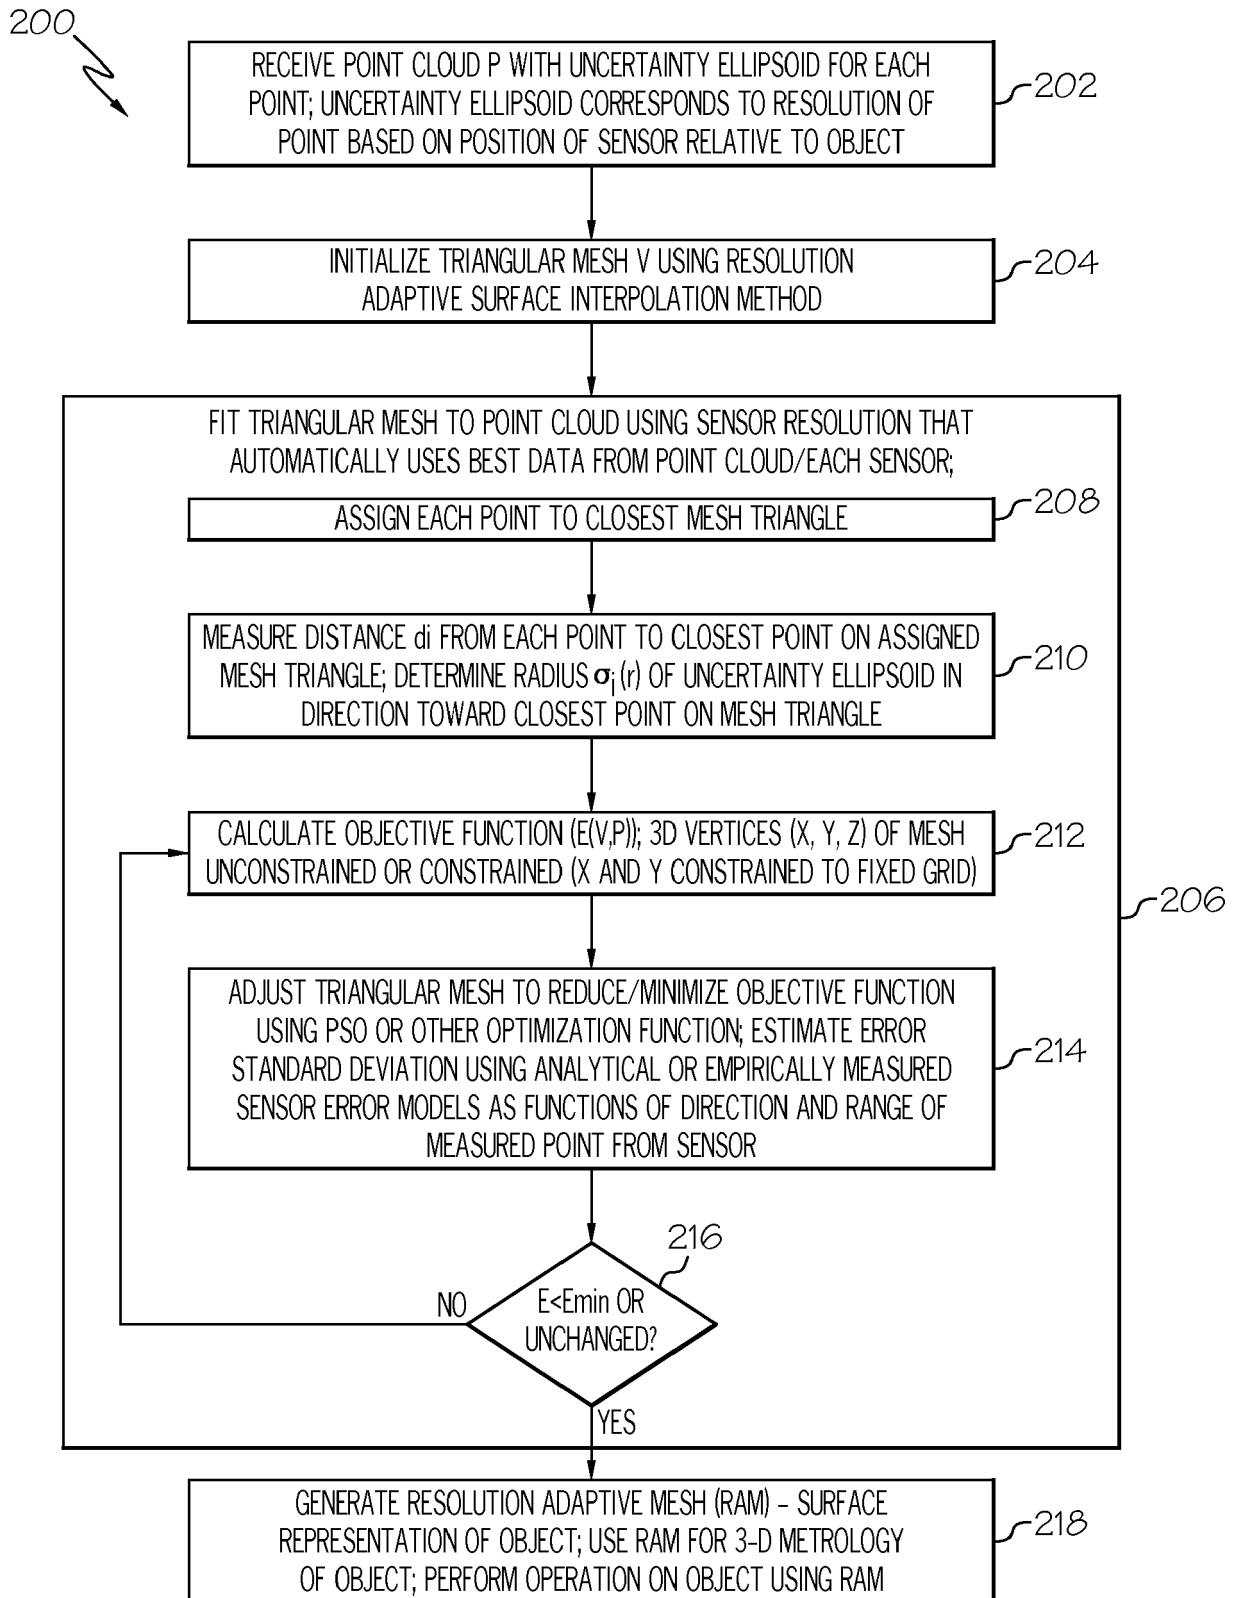 200
RECEIVE POINT CLOUD P WITH UNCERTAINTY ELLIPSOID FOR EACH
POINT; UNCERTAINTY ELLIPSOID CORRESPONDS TO RESOLUTION OF
POINT BASED ON POSITION OF SENSOR RELATIVE TO OBJECT
202
INITIALIZE TRIANGULAR MESH V USING RESOLUTION
ADAPTIVE SURFACE INTERPOLATION METHOD
204
FIT TRIANGULAR MESH TO POINT CLOUD USING SENSOR RESOLUTION THAT
AUTOMATICALLY USES BEST DATA FROM POINT CLOUD/EACH SENSOR;
ASSIGN EACH POINT TO CLOSEST MESH TRIANGLE
208
MEASURE DISTANCE di FROM EACH POINT TO CLOSEST POINT ON ASSIGNED
MESH TRIANGLE; DETERMINE RADIUS σi(r) OF UNCERTAINTY ELLIPSOID IN
DIRECTION TOWARD CLOSEST POINT ON MESH TRIANGLE
210
CALCULATE OBJECTIVE FUNCTION (E(V,P)); 3D VERTICES (X, Y, Z) OF MESH
UNCONSTRAINED OR CONSTRAINED (X AND Y CONSTRAINED TO FIXED GRID)
212
206
ADJUST TRIANGULAR MESH TO REDUCE/MINIMIZE OBJECTIVE FUNCTION
USING PSO OR OTHER OPTIMIZATION FUNCTION; ESTIMATE ERROR
STANDARD DEVIATION USING ANALYTICAL OR EMPIRICALLY MEASURED
SENSOR ERROR MODELS AS FUNCTIONS OF DIRECTION AND RANGE OF
MEASURED POINT FROM SENSOR
214
216
NO
E<Emin OR
UNCHANGED?
YES
GENERATE RESOLUTION ADAPTIVE MESH (RAM) – SURFACE
REPRESENTATION OF OBJECT; USE RAM FOR 3-D METROLOGY
OF OBJECT; PERFORM OPERATION ON OBJECT USING RAM
218